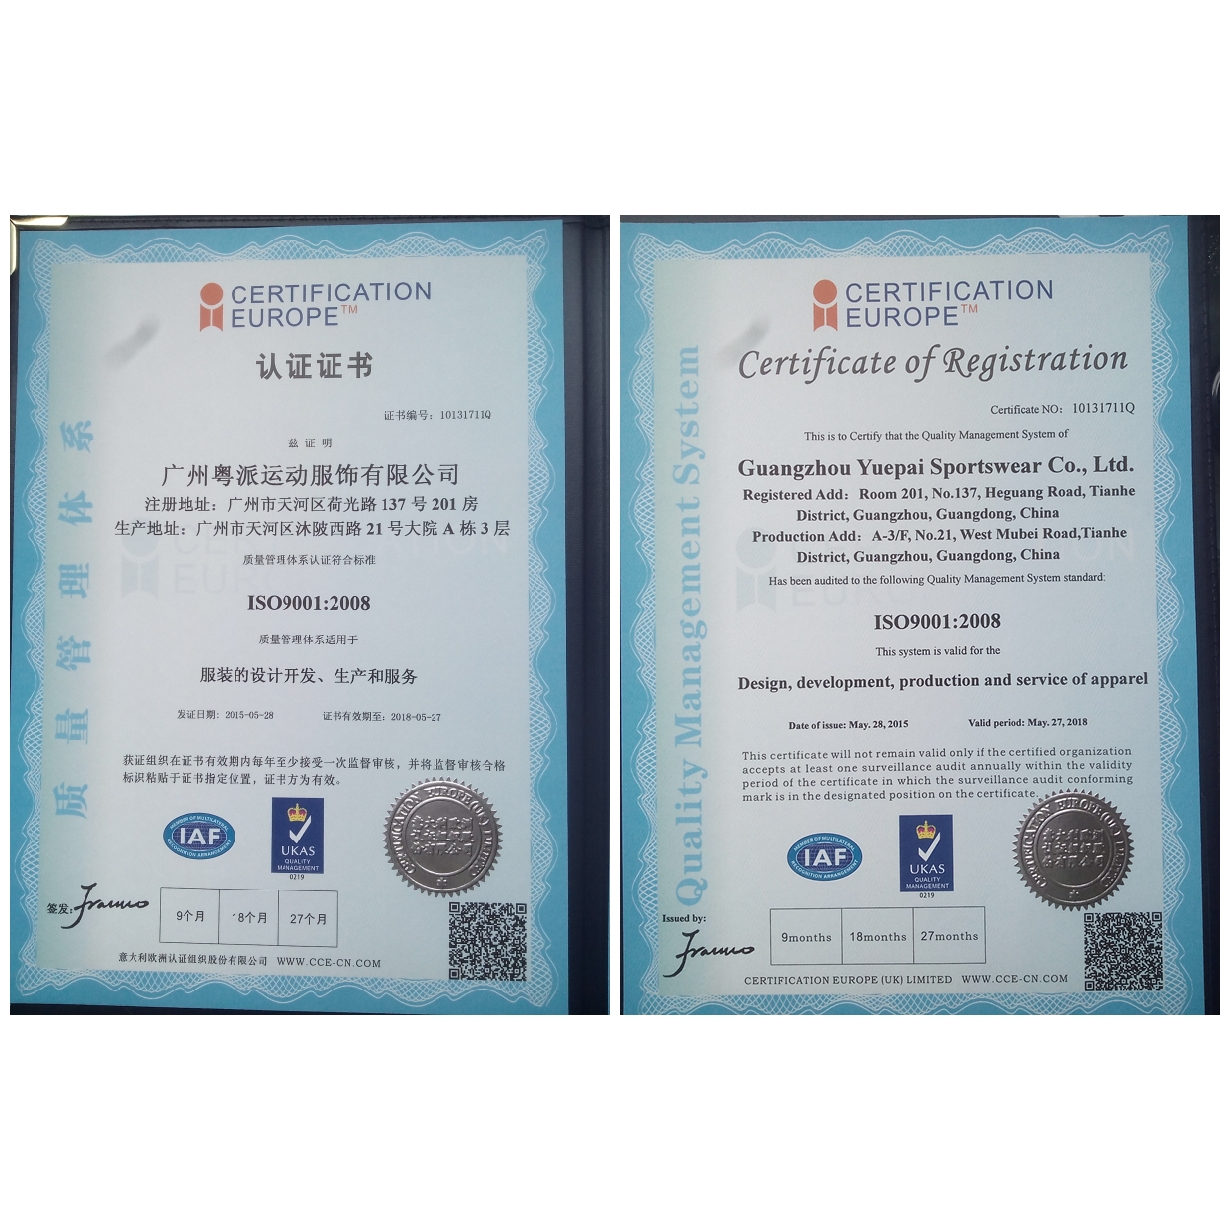 CERTIFICATION
EUROPE™
认证证书
证书编号：10131711Q
兹 证 明
广州粤派运动服饰有限公司
注册地址：广州市天河区荷光路 137 号 201 房
生产地址：广州市天河区沐陂西路 21 号大院 A 栋 3 层
质量管理体系认证符合标准
ISO9001:2008
质量管理体系适用于
服装的设计开发、生产和服务
发证日期：2015-05-28 证书有效期至：2018-05-27
获证组织在证书有效期内每年至少接受一次监督审核，并将监督审核合格
标识粘贴于证书指定位置，证书方为有效。
质量管理体系
MEMBER OF MULTILATERAL
IAF
RECOGNITION ARRANGEMENT
UKAS
QUALITY
MANAGEMENT
0219
签发：
9个月 18个月 27个月
意大利欧洲认证组织股份有限公司 WWW.CCE-CN.COM
CERTIFICATION
EUROPE™
Certificate of Registration
Certificate NO： 10131711Q
This is to Certify that the Quality Management System of
Guangzhou Yuepai Sportswear Co., Ltd.
Registered Add：Room 201, No.137, Heguang Road, Tianhe
District, Guangzhou, Guangdong, China
Production Add：A-3/F, No.21, West Mubei Road,Tianhe
District, Guangzhou, Guangdong, China
Has been audited to the following Quality Management System standard:
ISO9001:2008
This system is valid for the
Design, development, production and service of apparel
Date of issue: May. 28, 2015 Valid period: May. 27, 2018
This certificate will not remain valid only if the certified organization
accepts at least one surveillance audit annually within the validity
period of the certificate in which the surveillance audit conforming
mark is in the designated position on the certificate.
Quality Management System
MEMBER OF MULTILATERAL
IAF
RECOGNITION ARRANGEMENT
UKAS
QUALITY
MANAGEMENT
0219
Issued by:
9months 18months 27months
CERTIFICATION EUROPE (UK) LIMITED WWW.CCE-CN.COM